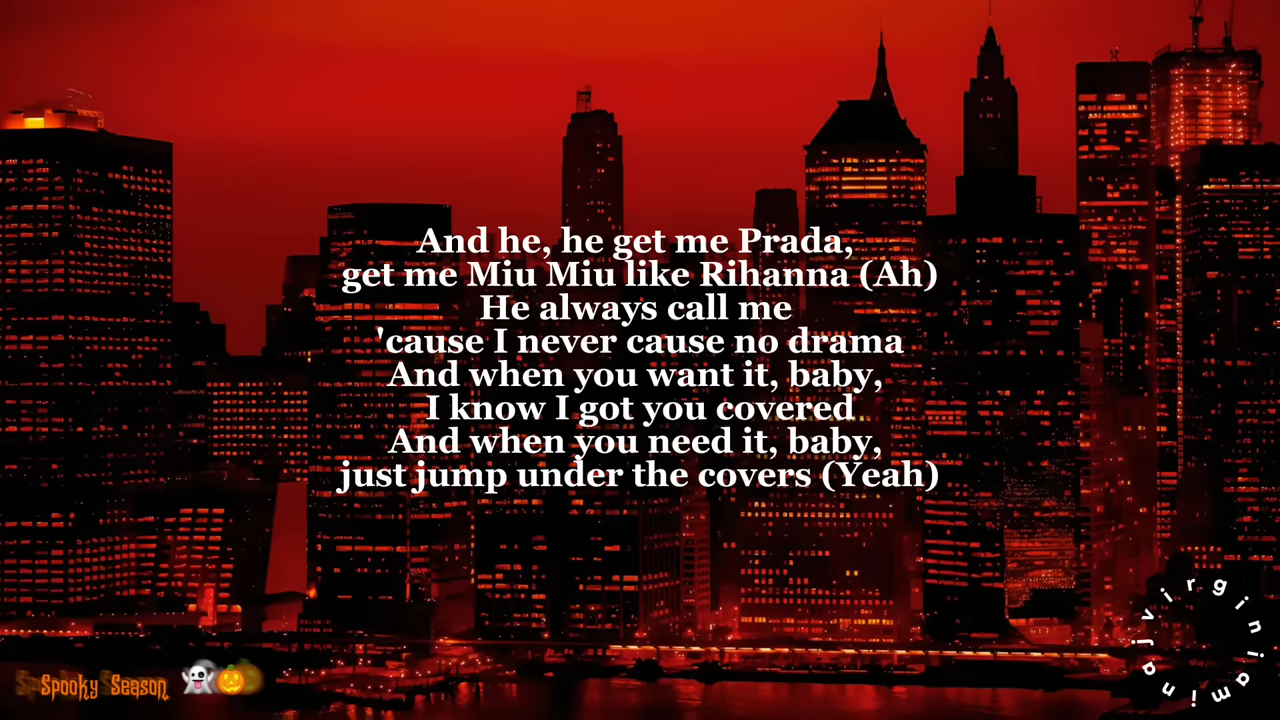 And he, he get me Prada,
get me Miu Miu like Rihanna (Ah)
He always call me
'cause I never cause no drama
And when you want it, baby,
I know I got you covered
And when you need it, baby,
just jump under the covers (Yeah)
Spooky Season 👻🎃
virginiaminaj